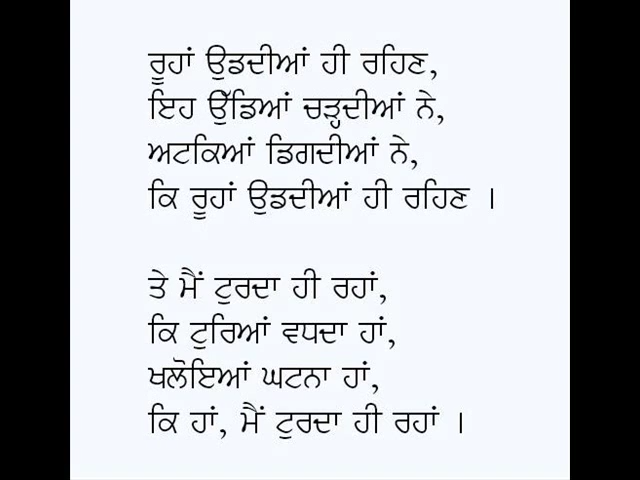 ਰੂਹਾਂ ਉਡਦੀਆਂ ਹੀ ਰਹਿਣ,
ਇਹ ਉੱਡਿਆਂ ਚੜ੍ਹਦੀਆਂ ਨੇ,
ਅਟਕਿਆਂ ਡਿਗਦੀਆਂ ਨੇ,
ਕਿ ਰੂਹਾਂ ਉਡਦੀਆਂ ਹੀ ਰਹਿਣ ।
ਤੇ ਮੈਂ ਟੁਰਦਾ ਹੀ ਰਹਾਂ,
ਕਿ ਟੁਰਿਆਂ ਵਧਦਾ ਹਾਂ,
ਖਲੋਇਆਂ ਘਟਨਾ ਹਾਂ,
ਕਿ ਹਾਂ, ਮੈਂ ਟੁਰਦਾ ਹੀ ਰਹਾਂ ।